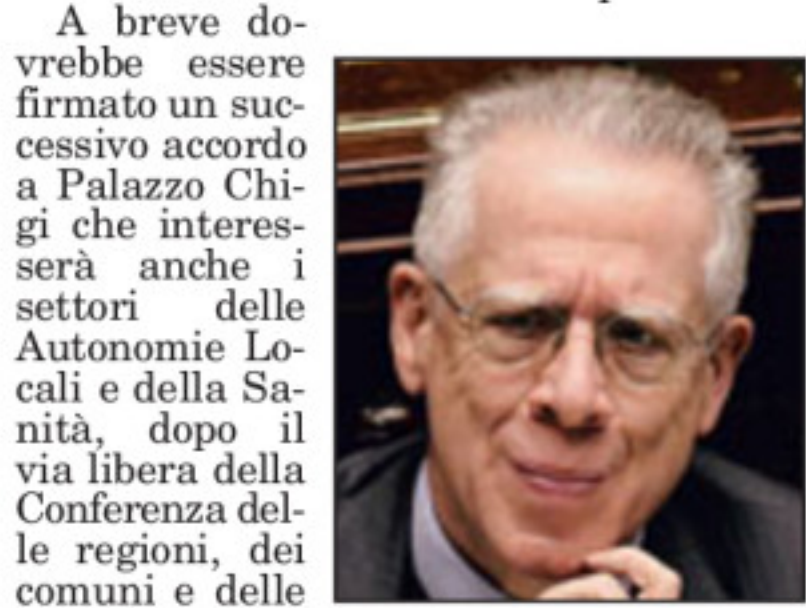 A breve do-
vrebbe essere
firmato un suc-
cessivo accordo
a Palazzo Chi-
gi che interes-
serà anche i
settori delle
Autonomie Lo-
cali e della Sa-
nità, dopo il
via libera della
Conferenza del-
le regioni, dei
comuni e delle